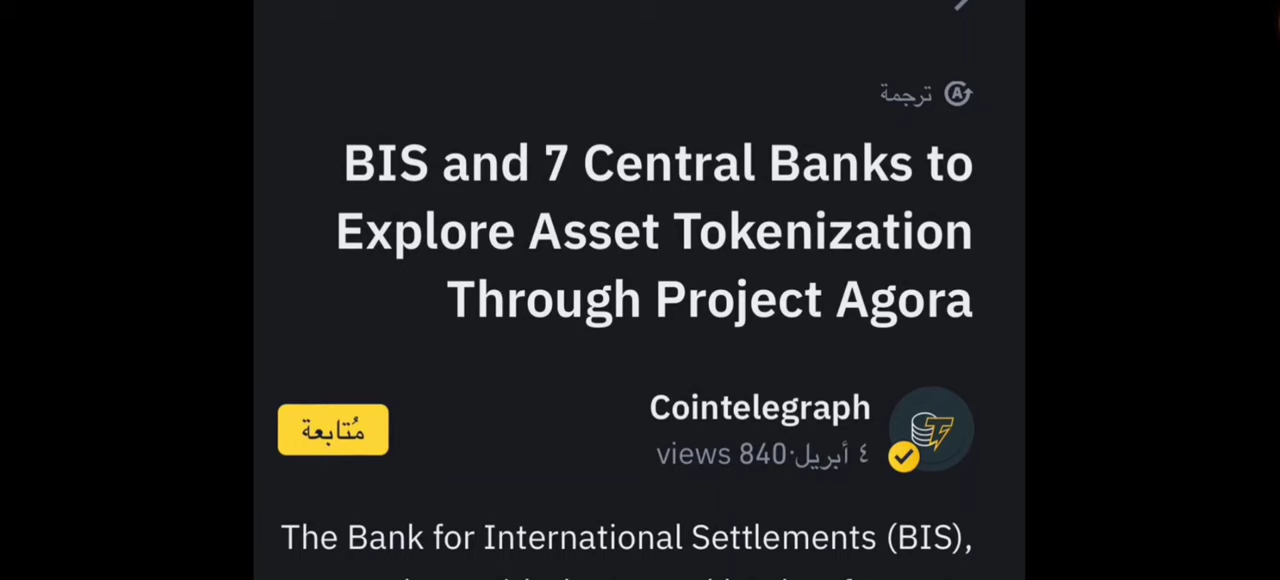 ترجمة
BIS and 7 Central Banks to
Explore Asset Tokenization
Through Project Agora
Cointelegraph
٤ أبريل·840 views
مُتابعة
The Bank for International Settlements (BIS),